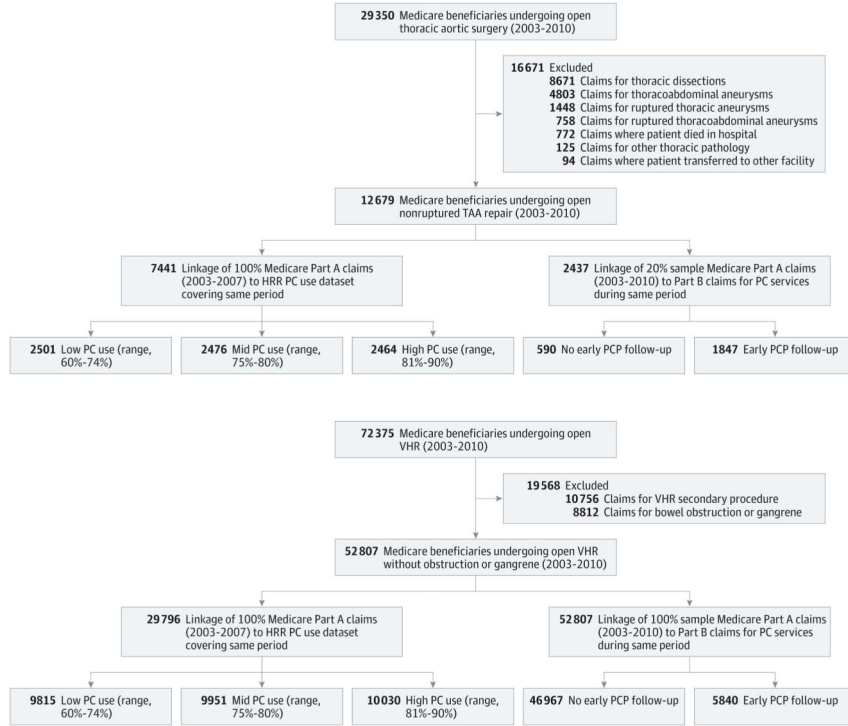 29350 Medicare beneficiaries undergoing open
thoracic aortic surgery (2003-2010)
16671 Excluded
8671 Claims for thoracic dissections
4803 Claims for thoracoabdominal aneurysms
1448 Claims for ruptured thoracic aneurysms
758 Claims for ruptured thoracoabdominal aneurysms
772 Claims where patient died in hospital
125 Claims for other thoracic pathology
94 Claims where patient transferred to other facility
12679 Medicare beneficiaries undergoing open
nonruptured TAA repair (2003-2010)
7441 Linkage of 100% Medicare Part A claims
(2003-2007) to HRR PC use dataset
covering same period
2437 Linkage of 20% sample Medicare Part A claims
(2003-2010) to Part B claims for PC services
during same period
2501 Low PC use (range,
60%-74%)
2476 Mid PC use (range,
75%-80%)
2464 High PC use (range,
81%-90%)
590 No early PCP follow-up
1847 Early PCP follow-up
72375 Medicare beneficiaries undergoing open
VHR (2003-2010)
19568 Excluded
10756 Claims for VHR secondary procedure
8812 Claims for bowel obstruction or gangrene
52807 Medicare beneficiaries undergoing open VHR
without obstruction or gangrene (2003-2010)
29796 Linkage of 100% Medicare Part A claims
(2003-2007) to HRR PC use dataset
covering same period
52807 Linkage of 100% sample Medicare Part A claims
(2003-2010) to Part B claims for PC services
during same period
9815 Low PC use (range,
60%-74%)
9951 Mid PC use (range,
75%-80%)
10030 High PC use (range,
81%-90%)
46967 No early PCP follow-up
5840 Early PCP follow-up